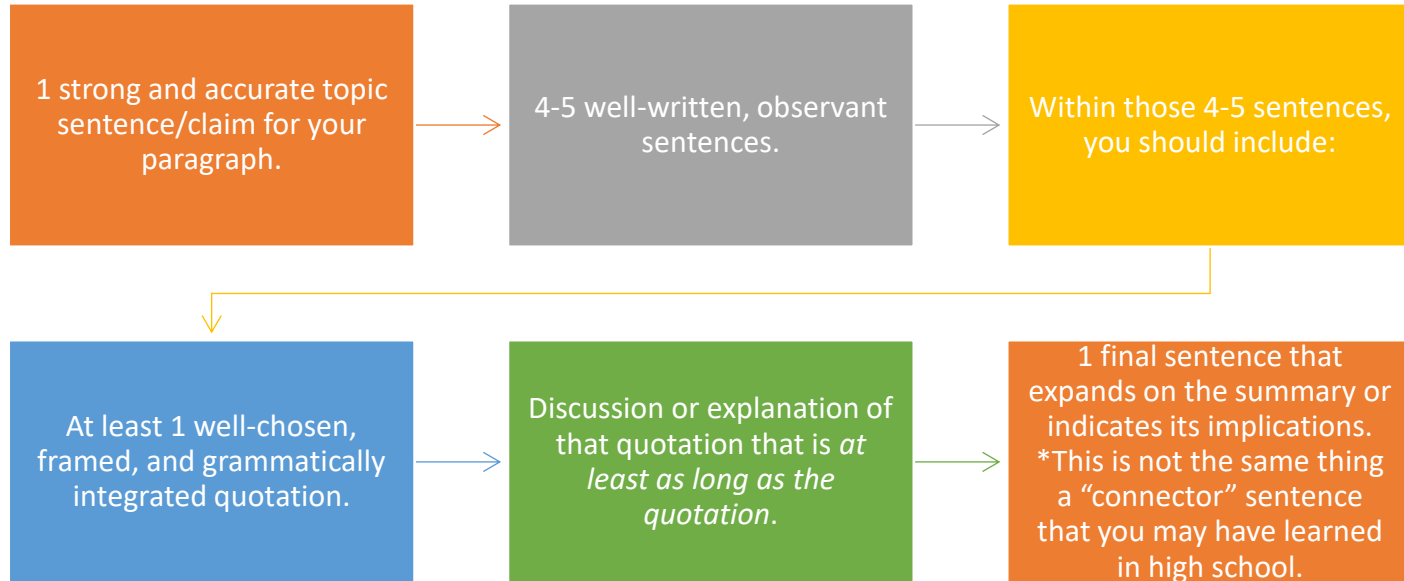 1 strong and accurate topic
sentence/claim for your
paragraph.
4-5 well-written, observant
sentences.
Within those 4-5 sentences,
you should include:
At least 1 well-chosen,
framed, and grammatically
integrated quotation.
Discussion or explanation of
that quotation that is at
least as long as the
quotation.
1 final sentence that
expands on the summary or
indicates its implications.
*This is not the same thing
a “connector” sentence
that you may have learned
in high school.